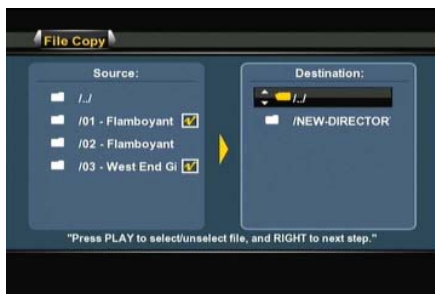 File Copy
Source:
/../
/01 - Flamboyant
/02 - Flamboyant
/03 - West End Gi
Destination:
/../
/NEW-DIRECTOR
"Press PLAY to select/unselect file, and RIGHT to next step."